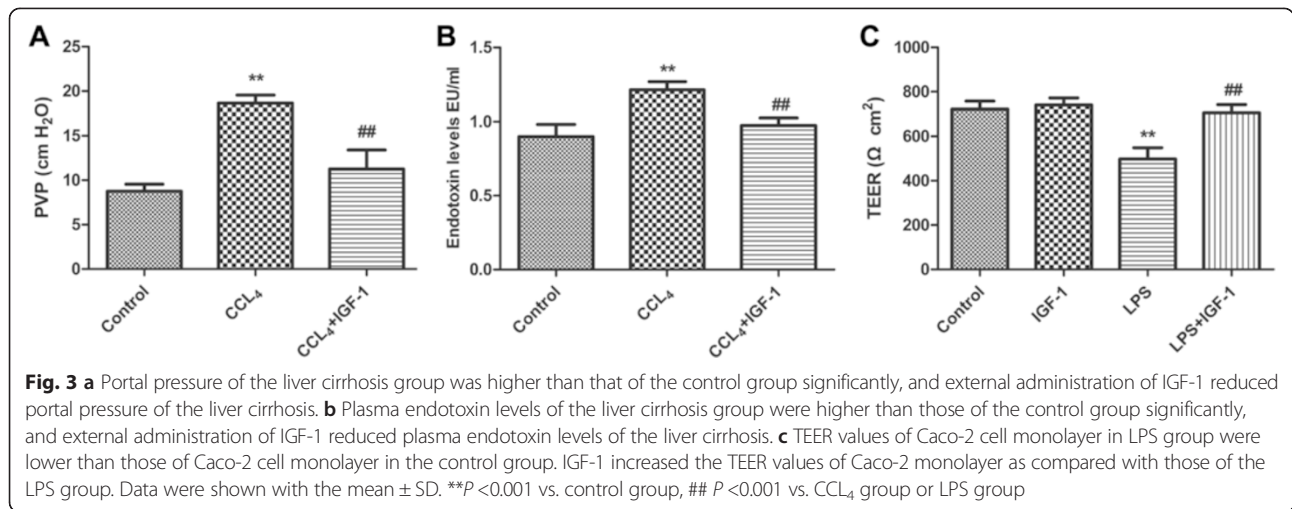 A
PVP (cm H₂O)
25
20
15
10
5
0
**
##
Control
CCL₄
CCL₄+IGF-1
B
Endotoxin levels EU/ml
1.5
1.0
0.5
0.0
**
##
Control
CCL₄
CCL₄+IGF-1
C
TEER (Ω cm²)
1000
800
600
400
200
0
**
##
Control
IGF-1
LPS
LPS+IGF-1
Fig. 3 a Portal pressure of the liver cirrhosis group was higher than that of the control group significantly, and external administration of IGF-1 reduced
portal pressure of the liver cirrhosis. b Plasma endotoxin levels of the liver cirrhosis group were higher than those of the control group significantly,
and external administration of IGF-1 reduced plasma endotoxin levels of the liver cirrhosis. c TEER values of Caco-2 cell monolayer in LPS group were
lower than those of Caco-2 cell monolayer in the control group. IGF-1 increased the TEER values of Caco-2 monolayer as compared with those of the
LPS group. Data were shown with the mean ± SD. **P <0.001 vs. control group, ## P <0.001 vs. CCL₄ group or LPS group